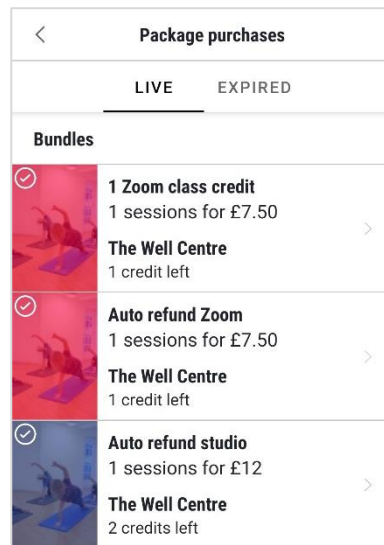 Package purchases
LIVE EXPIRED
Bundles
1 Zoom class credit
1 sessions for £7.50
The Well Centre
1 credit left
Auto refund Zoom
1 sessions for £7.50
The Well Centre
1 credit left
Auto refund studio
1 sessions for £12
The Well Centre
2 credits left